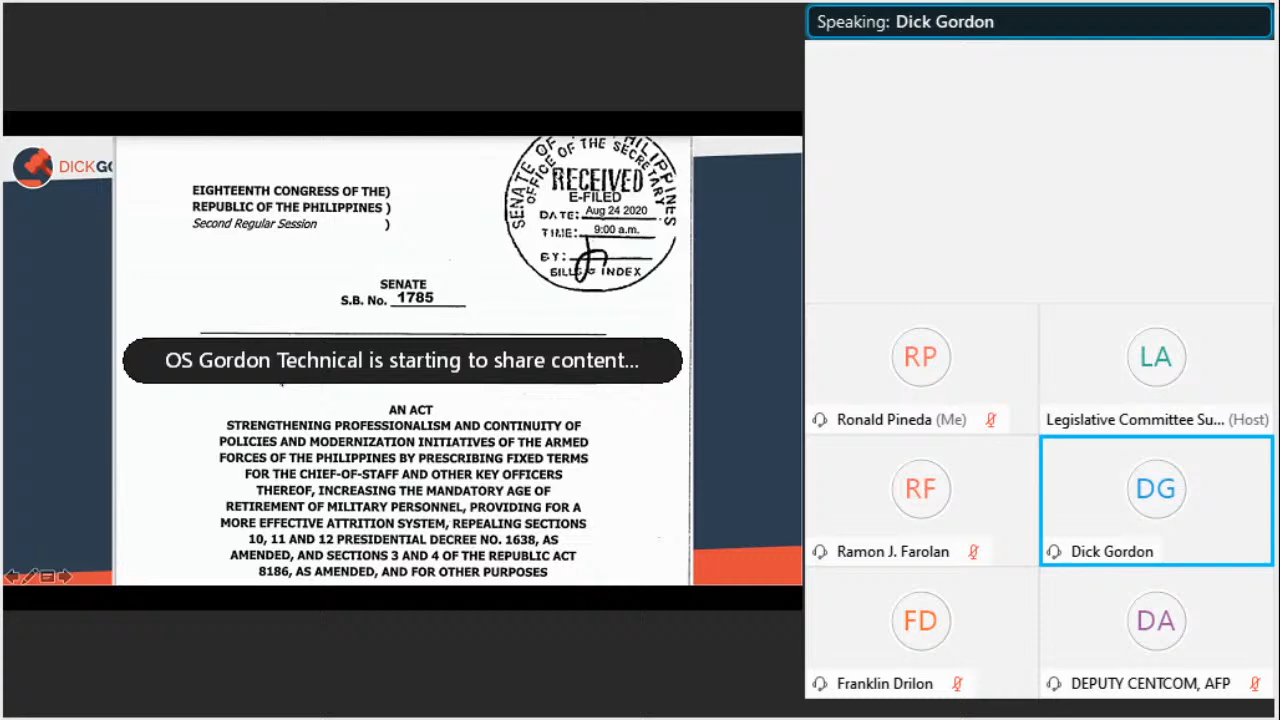 Speaking: Dick Gordon
DICKGO
EIGHTEENTH CONGRESS OF THE)
REPUBLIC OF THE PHILIPPINES )
Second Regular Session )
SENATE OF PHILIPPINES
OFFICE OF THE SECRETARY
RECEIVED
E-FILED
DATE: Aug 24 2020
TIME: 9:00 a.m.
BY:
BILLS & INDEX
SENATE
S.B. No. 1785
OS Gordon Technical is starting to share content...
AN ACT
STRENGTHENING PROFESSIONALISM AND CONTINUITY OF
POLICIES AND MODERNIZATION INITIATIVES OF THE ARMED
FORCES OF THE PHILIPPINES BY PRESCRIBING FIXED TERMS
FOR THE CHIEF-OF-STAFF AND OTHER KEY OFFICERS
THEREOF, INCREASING THE MANDATORY AGE OF
RETIREMENT OF MILITARY PERSONNEL, PROVIDING FOR A
MORE EFFECTIVE ATTRITION SYSTEM, REPEALING SECTIONS
10, 11 AND 12 PRESIDENTIAL DECREE NO. 1638, AS
AMENDED, AND SECTIONS 3 AND 4 OF THE REPUBLIC ACT
8186, AS AMENDED, AND FOR OTHER PURPOSES
RP
Ronald Pineda (Me)
LA
Legislative Committee Su... (Host)
RF
Ramon J. Farolan
DG
Dick Gordon
FD
Franklin Drilon
DA
DEPUTY CENTCOM, AFP